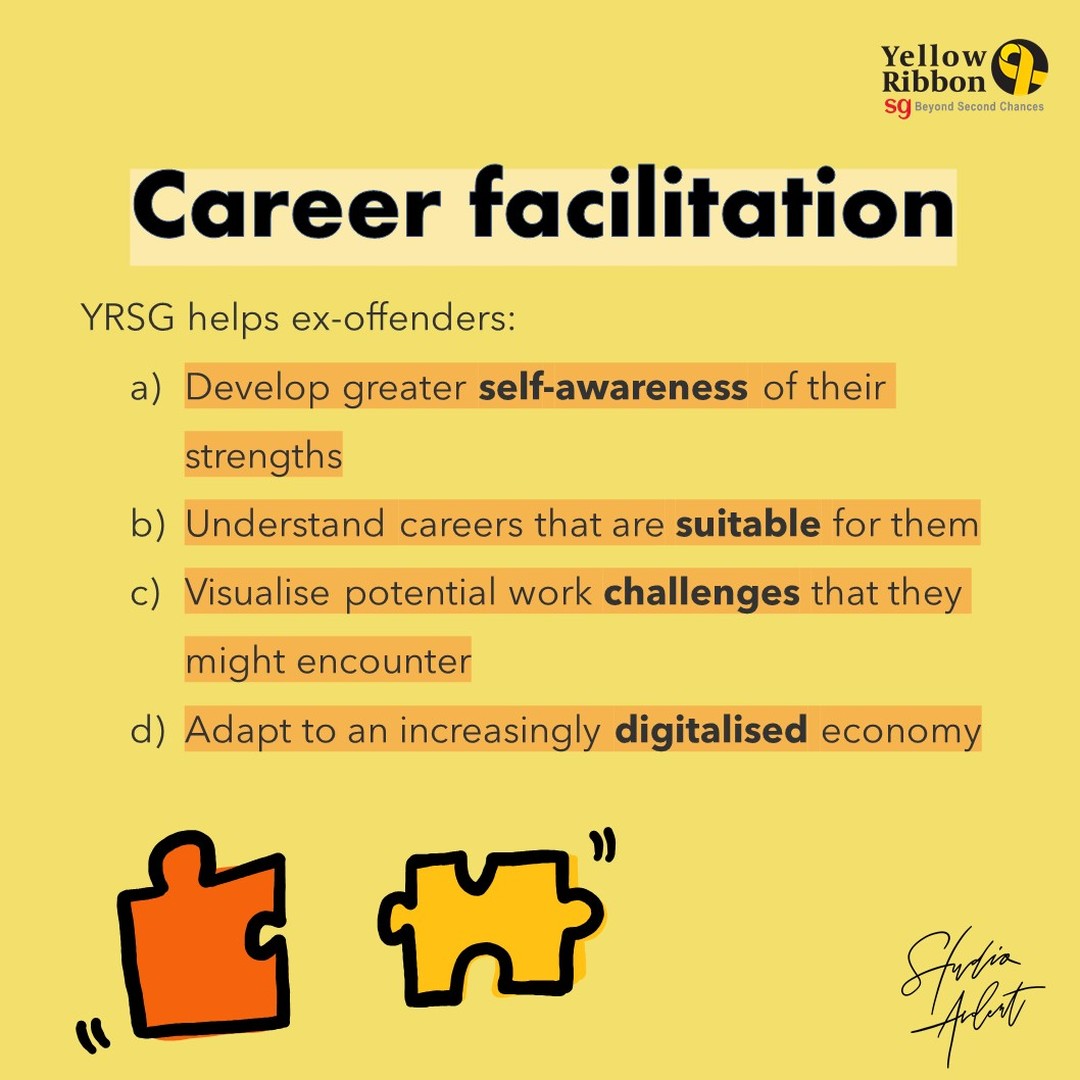 Yellow
Ribbon
sg Beyond Second Chances
Career facilitation
YRSG helps ex-offenders:
a) Develop greater self-awareness of their
strengths
b) Understand careers that are suitable for them
c) Visualise potential work challenges that they
might encounter
d) Adapt to an increasingly digitalised economy
Studio